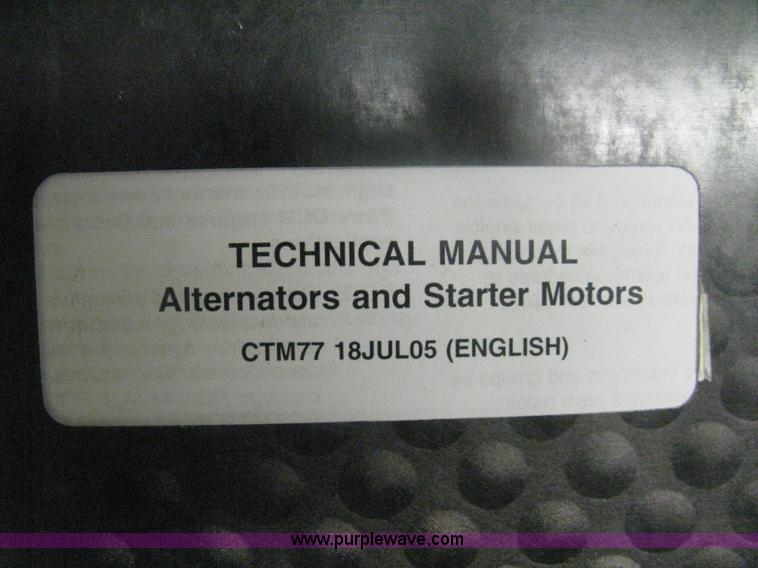 TECHNICAL MANUAL
Alternators and Starter Motors
CTM77 18JUL05 (ENGLISH)
www.purplewave.com